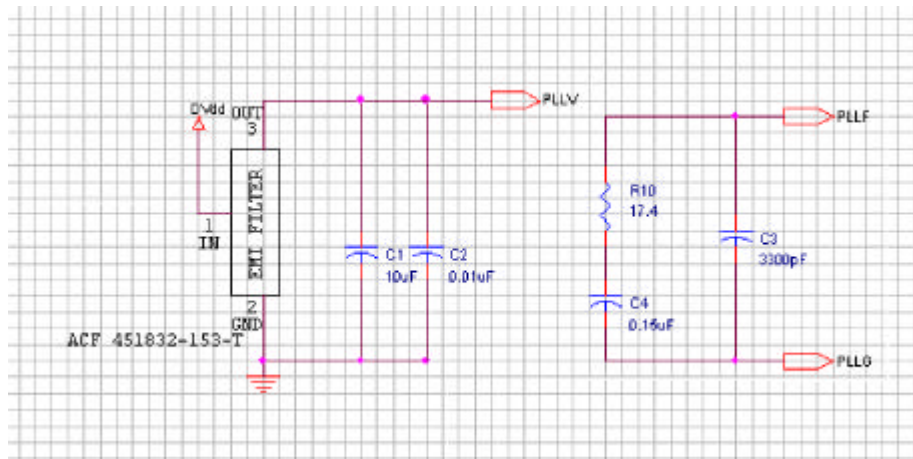 DVdd
OUT
3
EMI FILTER
1
IN
2
GND
ACF 451832-153-T
C1
10uF
C2
0.01uF
PLLV
R10
17.4
C4
0.15uF
C3
3300pF
PLLF
PLLG